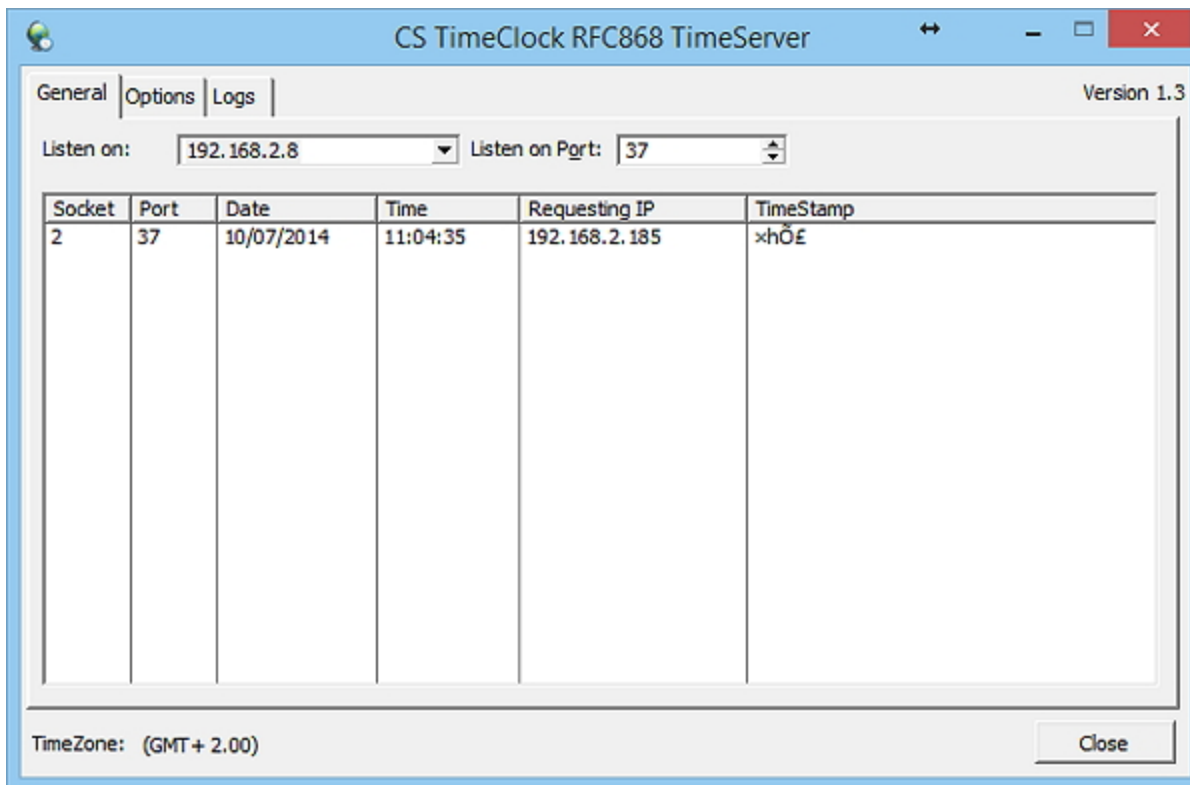 CS TimeClock RFC868 TimeServer
General Options Logs Version 1.3
Listen on: 192.168.2.8 Listen on Port: 37
Socket Port Date Time Requesting IP TimeStamp
2 37 10/07/2014 11:04:35 192.168.2.185 ×hÕ£
TimeZone: (GMT+ 2.00) Close